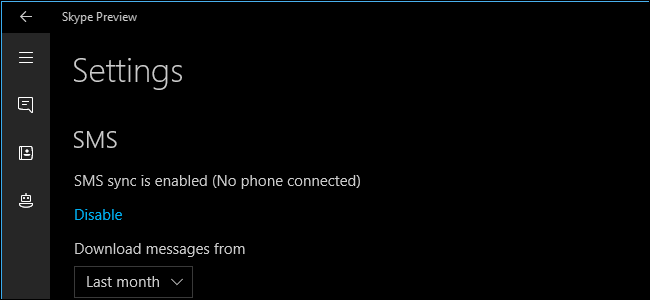 Skype Preview
Settings
SMS
SMS sync is enabled (No phone connected)
Disable
Download messages from
Last month